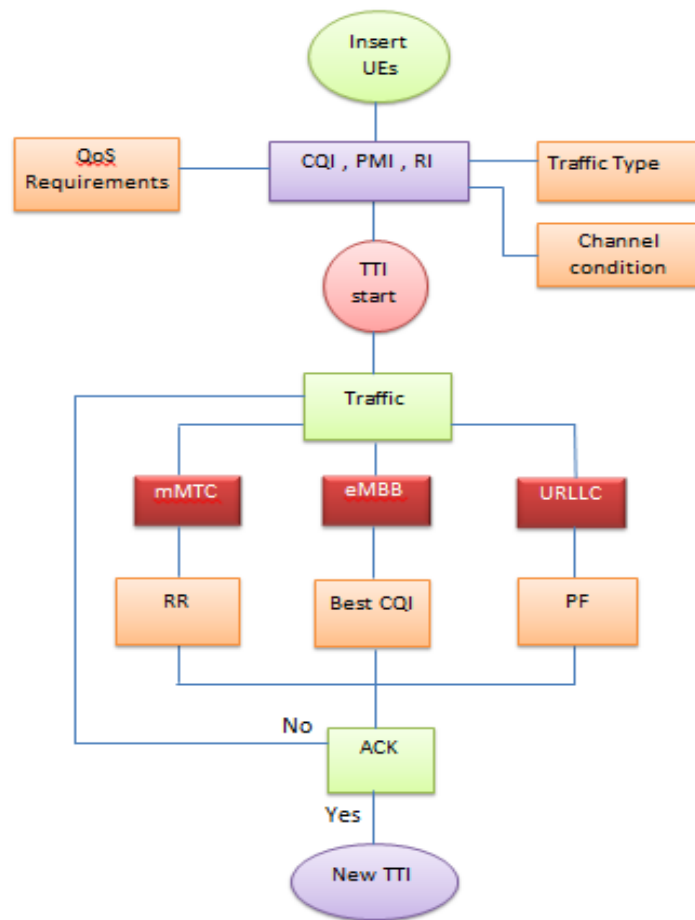 Insert
UEs
QoS
Requirements
CQI , PMI , RI
Traffic Type
Channel
condition
TTI
start
Traffic
mMTC
eMBB
URLLC
RR
Best CQI
PF
No
ACK
Yes
New TTI